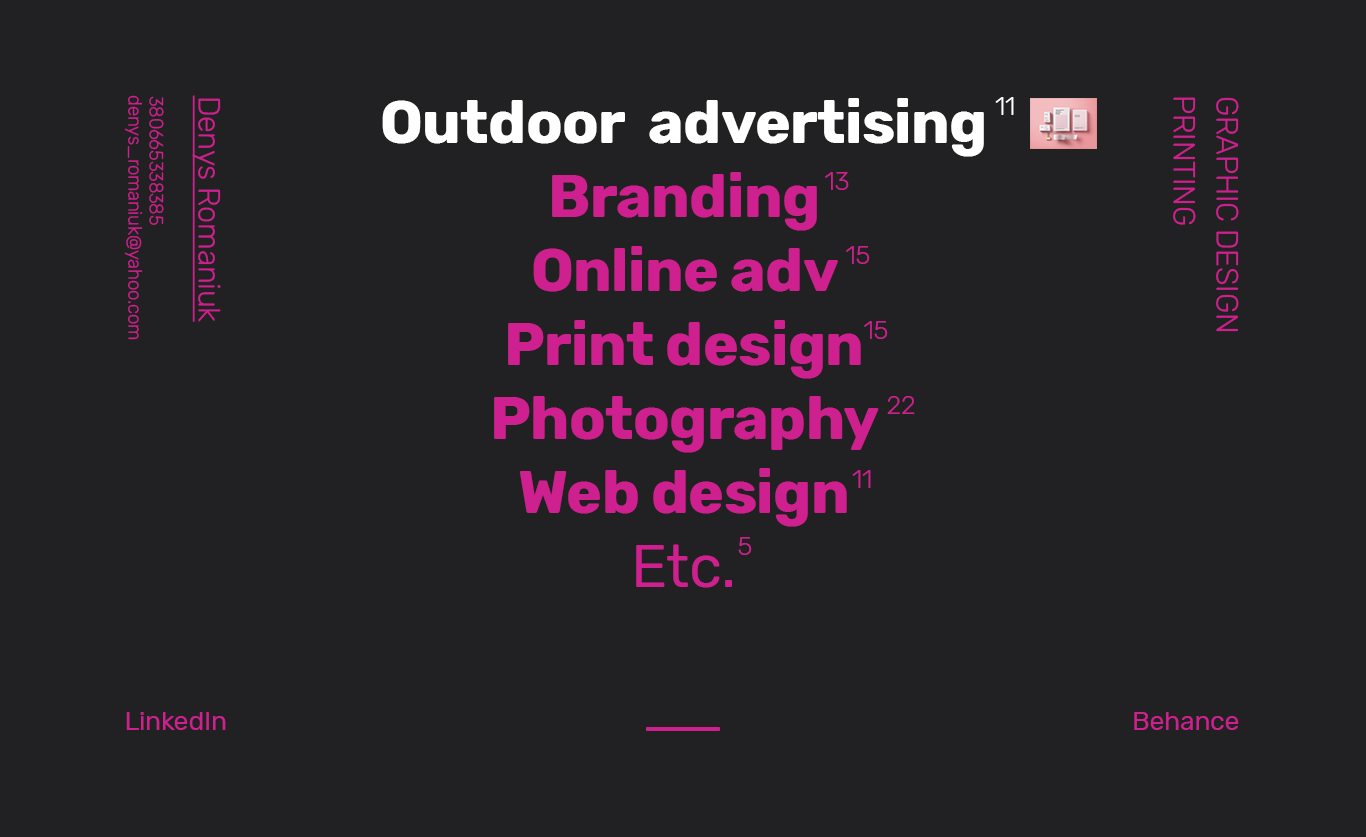 Denys Romaniuk
380665338385
denys_romaniuk@yahoo.com
Outdoor advertising 11
Branding 13
Online adv 15
Print design 15
Photography 22
Web design 11
Etc. 5
GRAPHIC DESIGN
PRINTING
LinkedIn
Behance